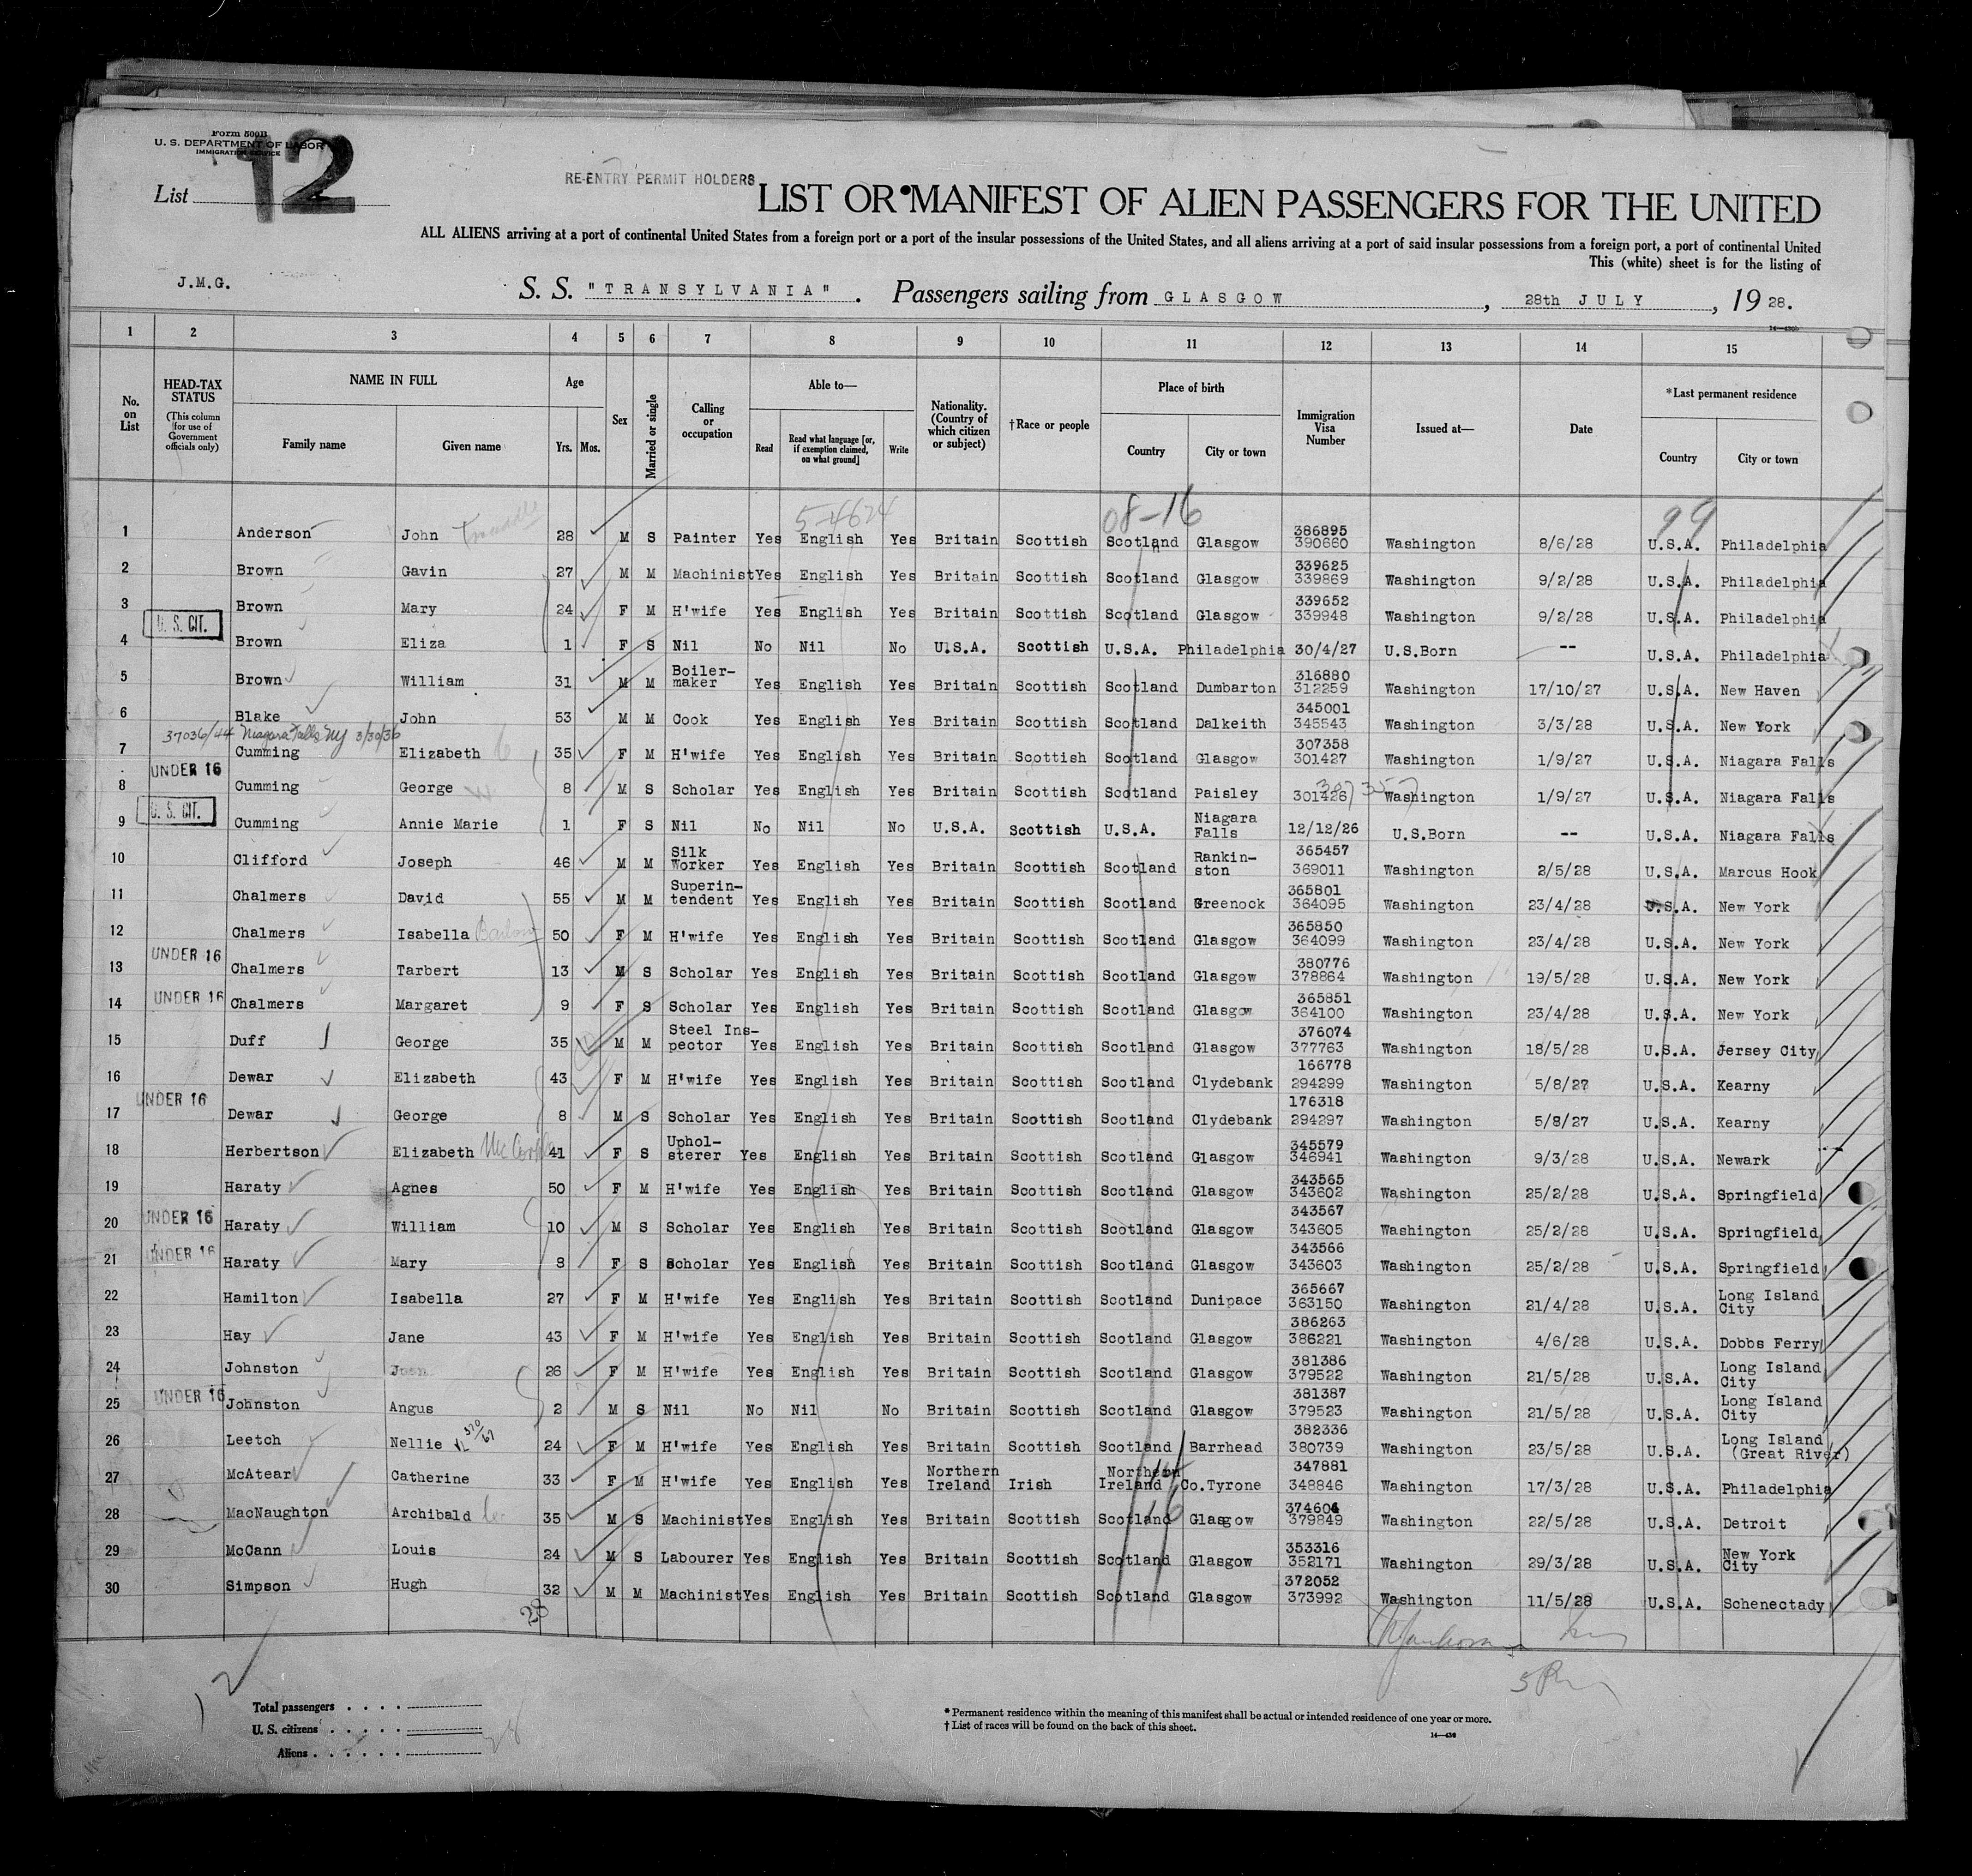 Form 500B
U. S. DEPARTMENT OF LABOR
IMMIGRATION SERVICE
List 12
RE-ENTRY PERMIT HOLDERS
LIST OR MANIFEST OF ALIEN PASSENGERS FOR THE UNITED
ALL ALIENS arriving at a port of continental United States from a foreign port or a port of the insular possessions of the United States, and all aliens arriving at a port of said insular possessions from a foreign port, a port of continental United
This (white) sheet is for the listing of
J.M.G.
S. S. "TRANSYLVANIA". Passengers sailing from GLASGOW, 28th JULY, 19 28.
1 2 3 4 5 6 7 8 9 10 11 12 13 14 15
No. on List
HEAD-TAX STATUS (This column for use of Government officials only)
NAME IN FULL Family name Given name
Age Yrs. Mos.
Sex
Married or single
Calling or occupation
Able to— Read Read what language [or, if exemption claimed, on what ground] Write
Nationality. (Country of which citizen or subject)
†Race or people
Place of birth Country City or town
Immigration Visa Number
Issued at—
Date
*Last permanent residence Country City or town
5-4624 08-16 99
1 Anderson John 28 M S Painter Yes English Yes Britain Scottish Scotland Glasgow 386895 390660 Washington 8/6/28 U.S.A. Philadelphia
2 Brown Gavin 27 M M Machinist Yes English Yes Britain Scottish Scotland Glasgow 339625 339869 Washington 9/2/28 U.S.A. Philadelphia
3 Brown Mary 24 F M H'wife Yes English Yes Britain Scottish Scotland Glasgow 339652 339948 Washington 9/2/28 U.S.A. Philadelphia
4 U. S. CIT. Brown Eliza 1 F S Nil No Nil No U.S.A. Scottish U.S.A. Philadelphia 30/4/27 U.S.Born -- U.S.A. Philadelphia
5 Brown William 31 M M Boiler-maker Yes English Yes Britain Scottish Scotland Dumbarton 316880 312259 Washington 17/10/27 U.S.A. New Haven
6 Blake John 53 M M Cook Yes English Yes Britain Scottish Scotland Dalkeith 345001 345543 Washington 3/3/28 U.S.A. New York
37036/44 Niagara Falls NY 3/30/36
7 Cumming Elizabeth 35 F M H'wife Yes English Yes Britain Scottish Scotland Glasgow 307358 301427 Washington 1/9/27 U.S.A. Niagara Falls
8 UNDER 16 Cumming George 8 M S Scholar Yes English Yes Britain Scottish Scotland Paisley 301426 307357 Washington 1/9/27 U.S.A. Niagara Falls
9 U. S. CIT. Cumming Annie Marie 1 F S Nil No Nil No U.S.A. Scottish U.S.A. Niagara Falls 12/12/26 U.S.Born -- U.S.A. Niagara Falls
10 Clifford Joseph 46 M M Silk Worker Yes English Yes Britain Scottish Scotland Rankin-ston 365457 369011 Washington 2/5/28 U.S.A. Marcus Hook
11 Chalmers David 55 M M Superin-tendent Yes English Yes Britain Scottish Scotland Greenock 365801 364095 Washington 23/4/28 U.S.A. New York
12 Chalmers Isabella 50 F M H'wife Yes English Yes Britain Scottish Scotland Glasgow 365850 364099 Washington 23/4/28 U.S.A. New York
13 UNDER 16 Chalmers Tarbert 13 M S Scholar Yes English Yes Britain Scottish Scotland Glasgow 380776 378864 Washington 19/5/28 U.S.A. New York
14 UNDER 16 Chalmers Margaret 9 F S Scholar Yes English Yes Britain Scottish Scotland Glasgow 365851 364100 Washington 23/4/28 U.S.A. New York
15 Duff George 35 M M Steel Ins-pector Yes English Yes Britain Scottish Scotland Glasgow 376074 377763 Washington 18/5/28 U.S.A. Jersey City
16 Dewar Elizabeth 43 F M H'wife Yes English Yes Britain Scottish Scotland Clydebank 166778 294299 Washington 5/8/27 U.S.A. Kearny
17 UNDER 16 Dewar George 8 M S Scholar Yes English Yes Britain Scottish Scotland Clydebank 176318 294297 Washington 5/8/27 U.S.A. Kearny
18 Herbertson Elizabeth 41 F S Uphol-sterer Yes English Yes Britain Scottish Scotland Glasgow 345579 346941 Washington 9/3/28 U.S.A. Newark
19 Haraty Agnes 50 F M H'wife Yes English Yes Britain Scottish Scotland Glasgow 343565 343602 Washington 25/2/28 U.S.A. Springfield
20 UNDER 16 Haraty William 10 M S Scholar Yes English Yes Britain Scottish Scotland Glasgow 343567 343605 Washington 25/2/28 U.S.A. Springfield
21 UNDER 16 Haraty Mary 8 F S Scholar Yes English Yes Britain Scottish Scotland Glasgow 343566 343603 Washington 25/2/28 U.S.A. Springfield
22 Hamilton Isabella 27 F M H'wife Yes English Yes Britain Scottish Scotland Dunipace 365667 363150 Washington 21/4/28 U.S.A. Long Island City
23 Hay Jane 43 F M H'wife Yes English Yes Britain Scottish Scotland Glasgow 386263 386221 Washington 4/6/28 U.S.A. Dobbs Ferry
24 Johnston 26 F M H'wife Yes English Yes Britain Scottish Scotland Glasgow 381386 379522 Washington 21/5/28 U.S.A. Long Island City
25 UNDER 16 Johnston Angus 2 M S Nil No Nil No Britain Scottish Scotland Glasgow 381387 379523 Washington 21/5/28 U.S.A. Long Island City
26 Leetch Nellie VL 570/67 24 F M H'wife Yes English Yes Britain Scottish Scotland Barrhead 382336 380739 Washington 23/5/28 U.S.A. Long Island (Great River)
27 McAtear Catherine 33 F M H'wife Yes English Yes Northern Ireland Irish Northern Ireland Co.Tyrone 347881 348846 Washington 17/3/28 U.S.A. Philadelphia
28 MacNaughton Archibald 35 M S Machinist Yes English Yes Britain Scottish Scotland Glasgow 374604 379849 Washington 22/5/28 U.S.A. Detroit
29 McCann Louis 24 M S Labourer Yes English Yes Britain Scottish Scotland Glasgow 353316 352171 Washington 29/3/28 U.S.A. New York City
30 Simpson Hugh 32 M M Machinist Yes English Yes Britain Scottish Scotland Glasgow 372052 373992 Washington 11/5/28 U.S.A. Schenectady
28
Total passengers . . . .
U. S. citizens . . . . .
Aliens . . . . . . 28
* Permanent residence within the meaning of this manifest shall be actual or intended residence of one year or more.
† List of races will be found on the back of this sheet.